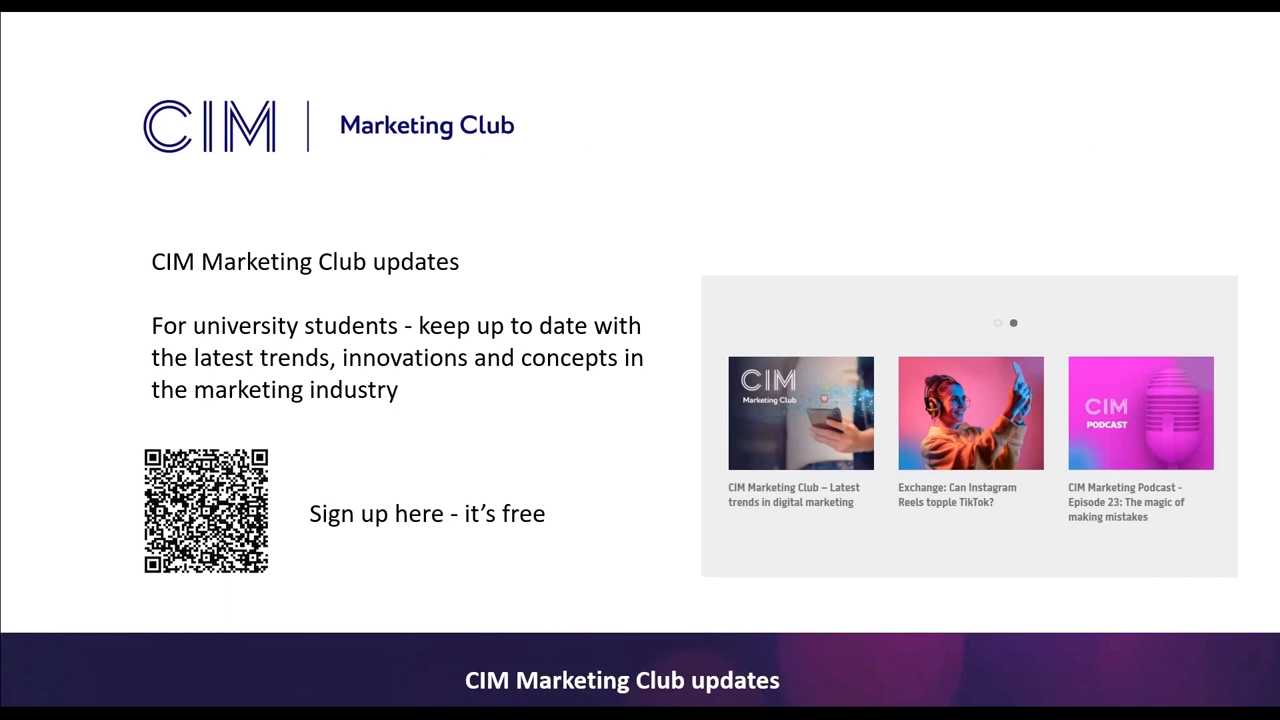 CIM | Marketing Club
CIM Marketing Club updates
For university students - keep up to date with
the latest trends, innovations and concepts in
the marketing industry
Sign up here - it’s free
CIM
Marketing Club
CIM Marketing Club – Latest
trends in digital marketing
Exchange: Can Instagram
Reels topple TikTok?
CIM
PODCAST
CIM Marketing Podcast -
Episode 23: The magic of
making mistakes
CIM Marketing Club updates